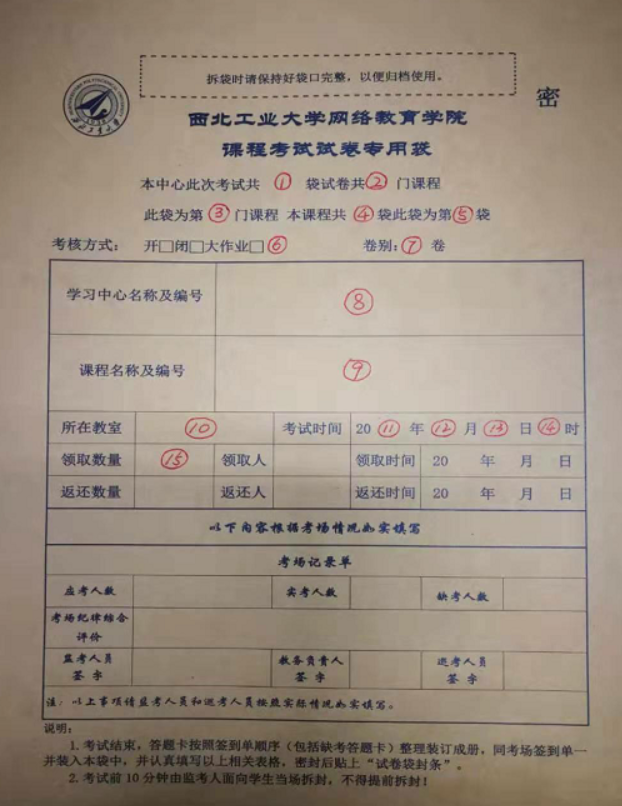 拆袋时请保持好袋口完整，以便归档使用。
密
西北工业大学网络教育学院
课程考试试卷专用袋
本中心此次考试共 ① 袋试卷共 ② 门课程
此袋为第 ③ 门课程 本课程共 ④ 袋此袋为第 ⑤ 袋
考核方式： 开□闭□大作业□ ⑥ 卷别: ⑦ 卷
学习中心名称及编号 ⑧
课程名称及编号 ⑨
所在教室 ⑩ 考试时间 20 ⑪ 年 ⑫ 月 ⑬ 日 ⑭ 时
领取数量 ⑮ 领取人 领取时间 20 年 月 日
返还数量 返还人 返还时间 20 年 月 日
以下内容根据考场情况如实填写
考场记录单
应考人数 实考人数 缺考人数
考场纪律综合
评价
监考人员 教务负责人 巡考人员
签 字 签 字 签 字
注：以上事项请监考人员和巡考人员按照实际情况如实填写。
说明：
1. 考试结束，答题卡按照签到单顺序（包括缺考答题卡）整理装订成册，同考场签到单一
并装入本袋中，并认真填写以上相关表格，密封后贴上“试卷袋封条”。
2. 考试前 10 分钟由监考人面向学生当场拆封，不得提前拆封！